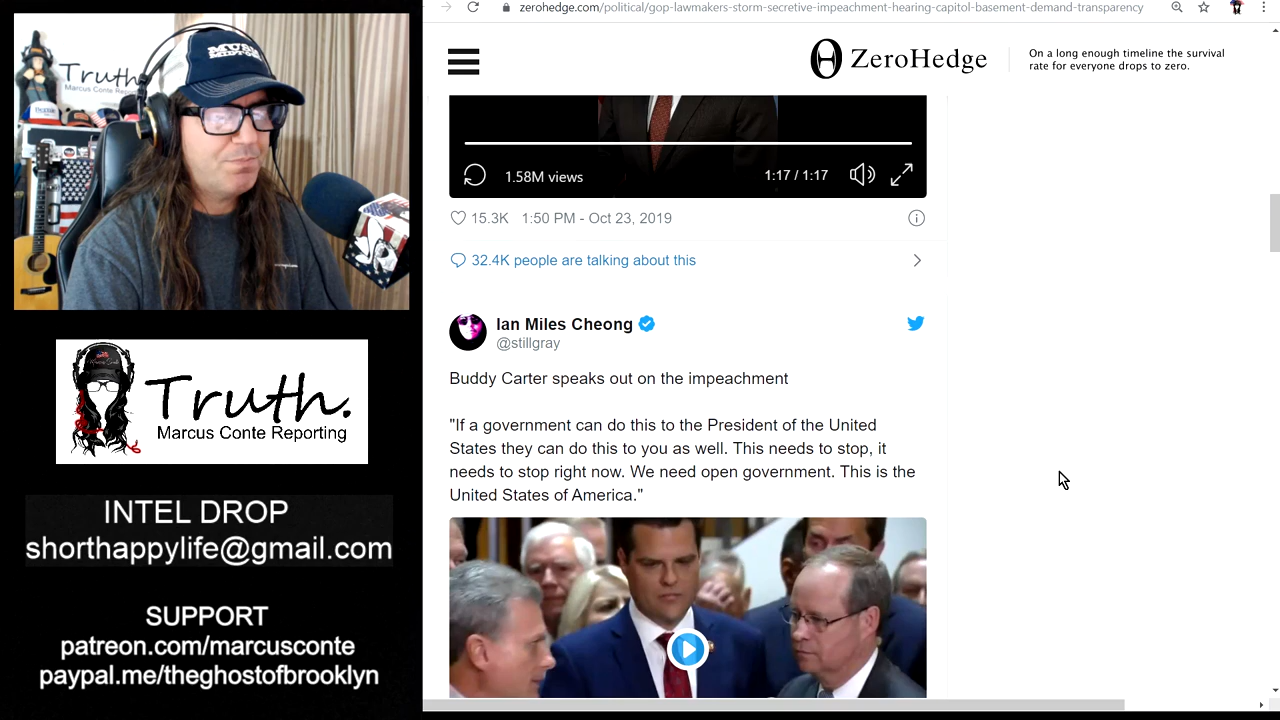 zerohedge.com/political/gop-lawmakers-storm-secretive-impeachment-hearing-capitol-basement-demand-transparency
ZeroHedge
On a long enough timeline the survival
rate for everyone drops to zero.
1.58M views
1:17 / 1:17
15.3K 1:50 PM - Oct 23, 2019
32.4K people are talking about this
Ian Miles Cheong
@stillgray
Buddy Carter speaks out on the impeachment
"If a government can do this to the President of the United
States they can do this to you as well. This needs to stop, it
needs to stop right now. We need open government. This is the
United States of America."
Truth.
Marcus Conte Reporting
Truth.
Marcus Conte Reporting
INTEL DROP
shorthappylife@gmail.com
SUPPORT
patreon.com/marcusconte
paypal.me/theghostofbrooklyn